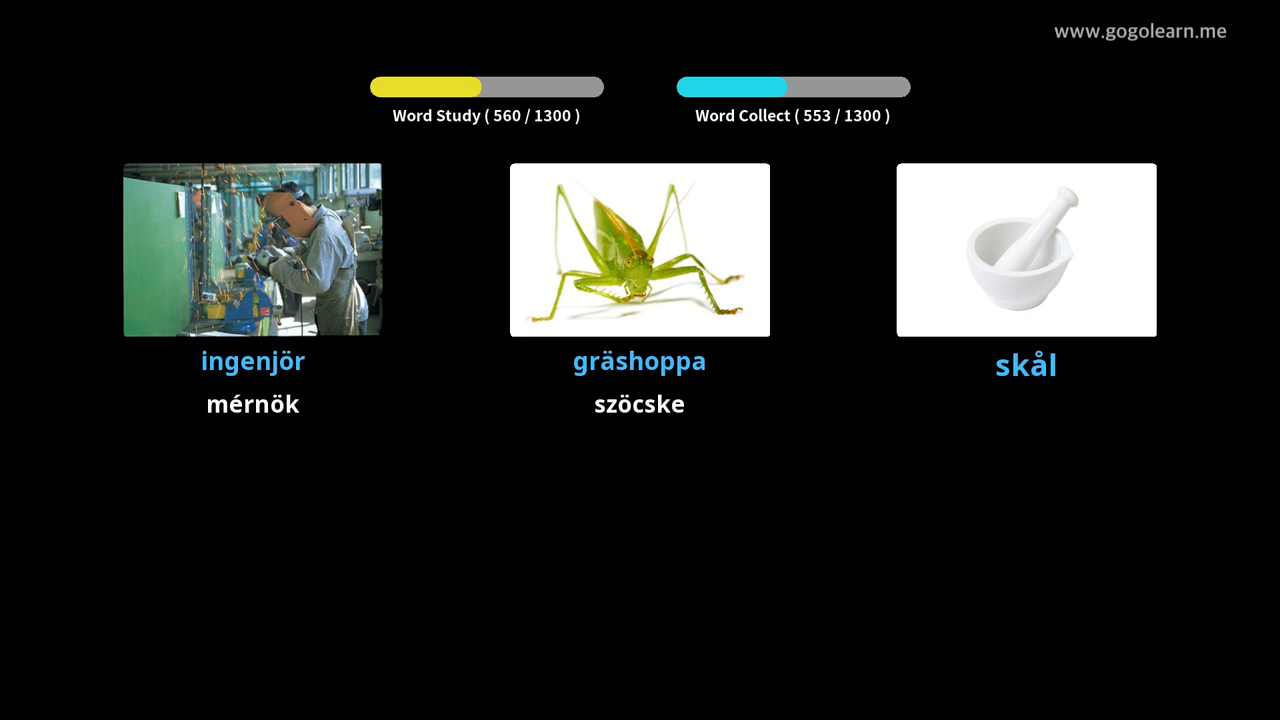 www.gogolearn.me
Word Study ( 560 / 1300 )
Word Collect ( 553 / 1300 )
ingenjör
mérnök
gräshoppa
szöcske
skål